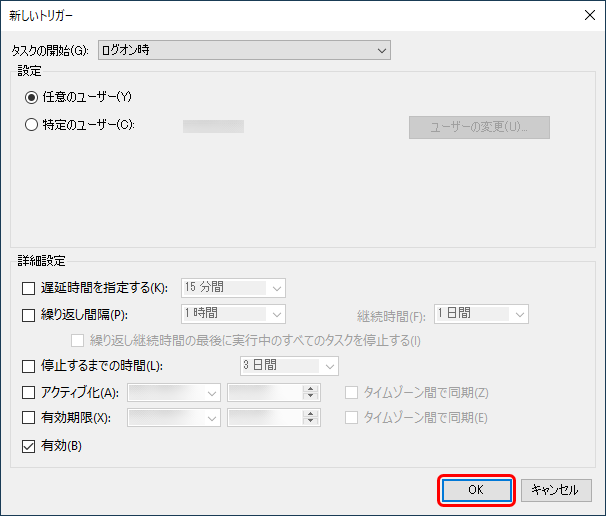 新しいトリガー
タスクの開始(G): ログオン時
設定
任意のユーザー(Y)
特定のユーザー(C): ユーザーの変更(U)...
詳細設定
遅延時間を指定する(K): 15 分間
繰り返し間隔(P): 1 時間 継続時間(F): 1 日間
繰り返し継続時間の最後に実行中のすべてのタスクを停止する(I)
停止するまでの時間(L): 3 日間
アクティブ化(A): タイムゾーン間で同期(Z)
有効期限(X): タイムゾーン間で同期(E)
有効(B)
OK キャンセル